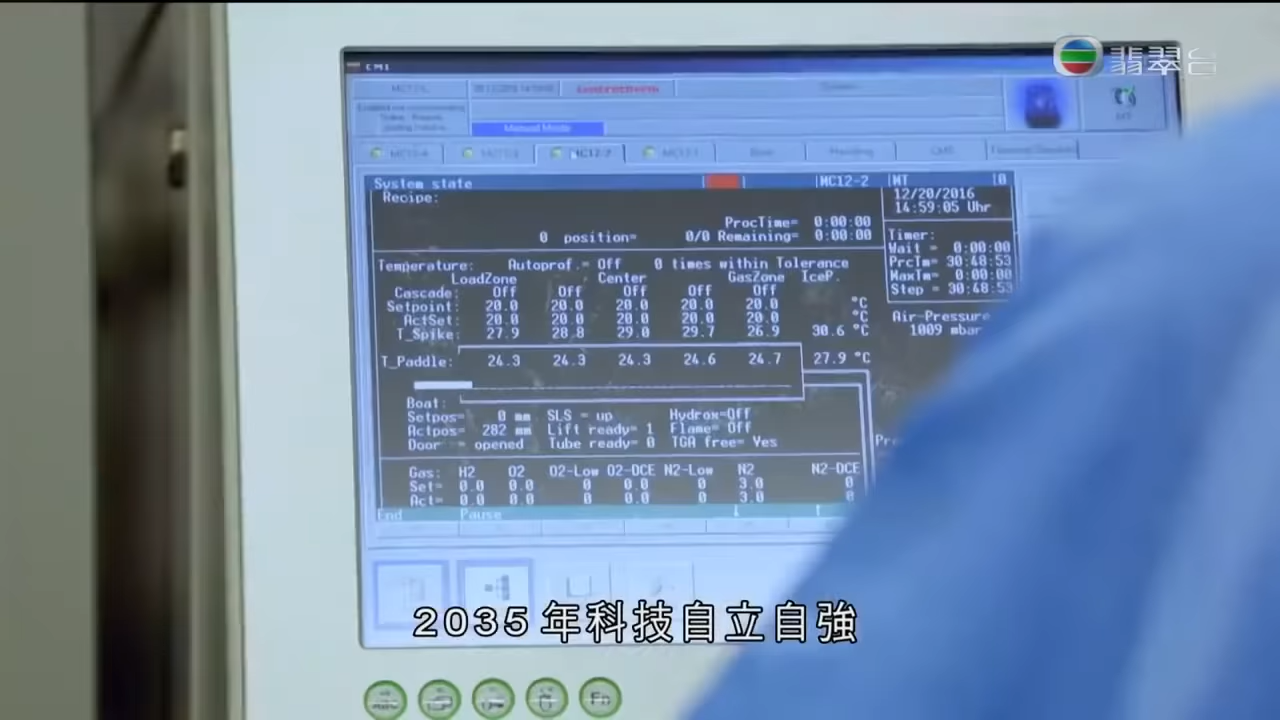 翡翠台
CMI
centrotherm
Manual Mode
MC12-2
System state MC12-2 MT 0
Recipe: 12/20/2016
14:59:05 Uhr
ProcTime= 0:00:00
0 position= 0/0 Remaining= 0:00:00
Timer:
Wait = 0:00:00
PrcTm= 30:48:53
MaxTm= 0:00:00
Step = 30:48:53
Temperature: Autoprof.= Off 0 times within Tolerance
LoadZone Center GasZone IceP.
Cascade: Off Off Off Off Off
Setpoint: 20.0 20.0 20.0 20.0 20.0 °C
ActSet: 20.0 20.0 20.0 20.0 20.0 °C
T_Spike: 27.9 28.8 29.0 29.7 26.9 30.6 °C
Air-Pressure
1009 mbar
T_Paddle: 24.3 24.3 24.3 24.6 24.7 27.9 °C
Boat:
Setpos= 0 mm SLS = up Hydrox=Off
Actpos= 282 mm Lift ready= 1 Flame= Off
Door = opened Tube ready= 0 TGA free= Yes
Gas: H2 O2 O2-Low O2-DCE N2-Low N2 N2-DCE
Set= 0.0 0.0 0 0.0 0 3.0 0
Act= 0.0 0.0 0 0.0 0 3.0 0
End Pause
2035年科技自立自強
Fn